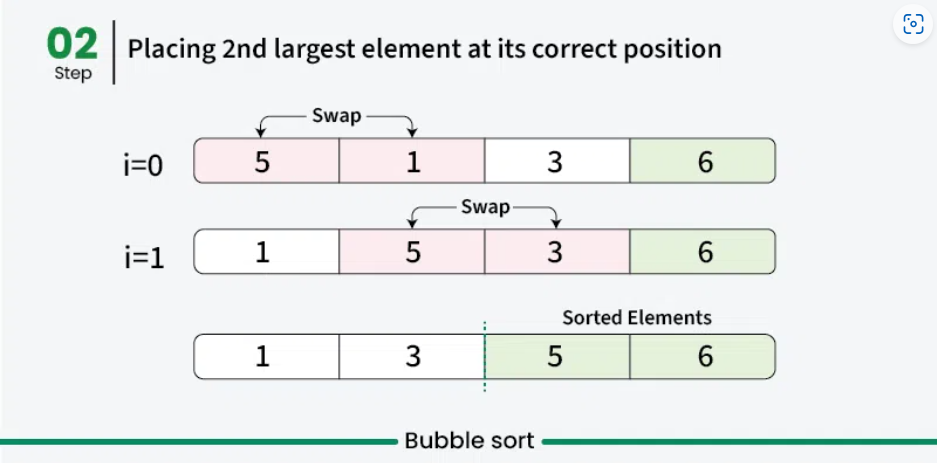 02
Step
Placing 2nd largest element at its correct position
Swap
i=0 5 1 3 6
Swap
i=1 1 5 3 6
Sorted Elements
1 3 5 6
Bubble sort